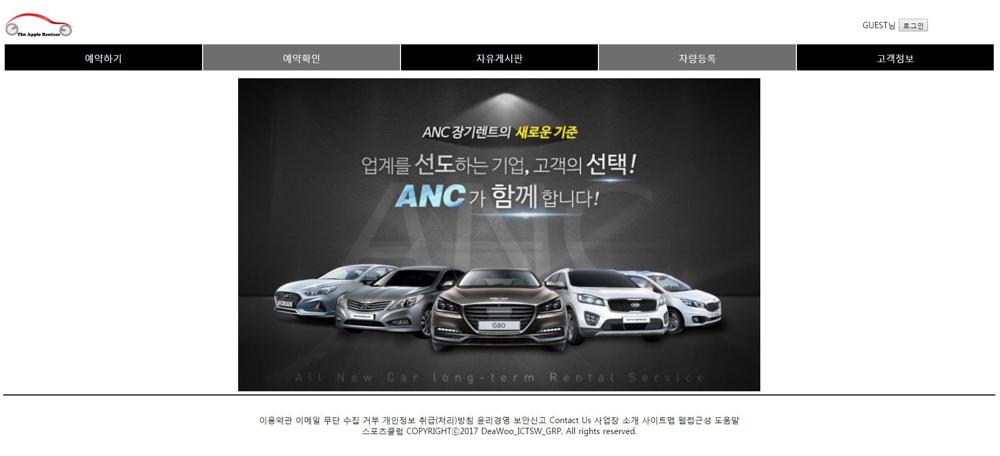 The Apple Rentcar
GUEST님 로그인
예약하기 예약확인 자유게시판 차량등록 고객정보
ANC 장기렌트의 새로운 기준
업계를 선도하는 기업, 고객의 선택!
ANC가 함께 합니다!
ANC
G80
All New Car long-term Rental Service
이용약관 이메일 무단 수집 거부 개인정보 취급(처리)방침 윤리경영 보안신고 Contact Us 사업장 소개 사이트맵 웹접근성 도움말
스포츠클럽 COPYRIGHTⓒ2017 DeaWoo_ICTSW_GRP, All rights reserved.